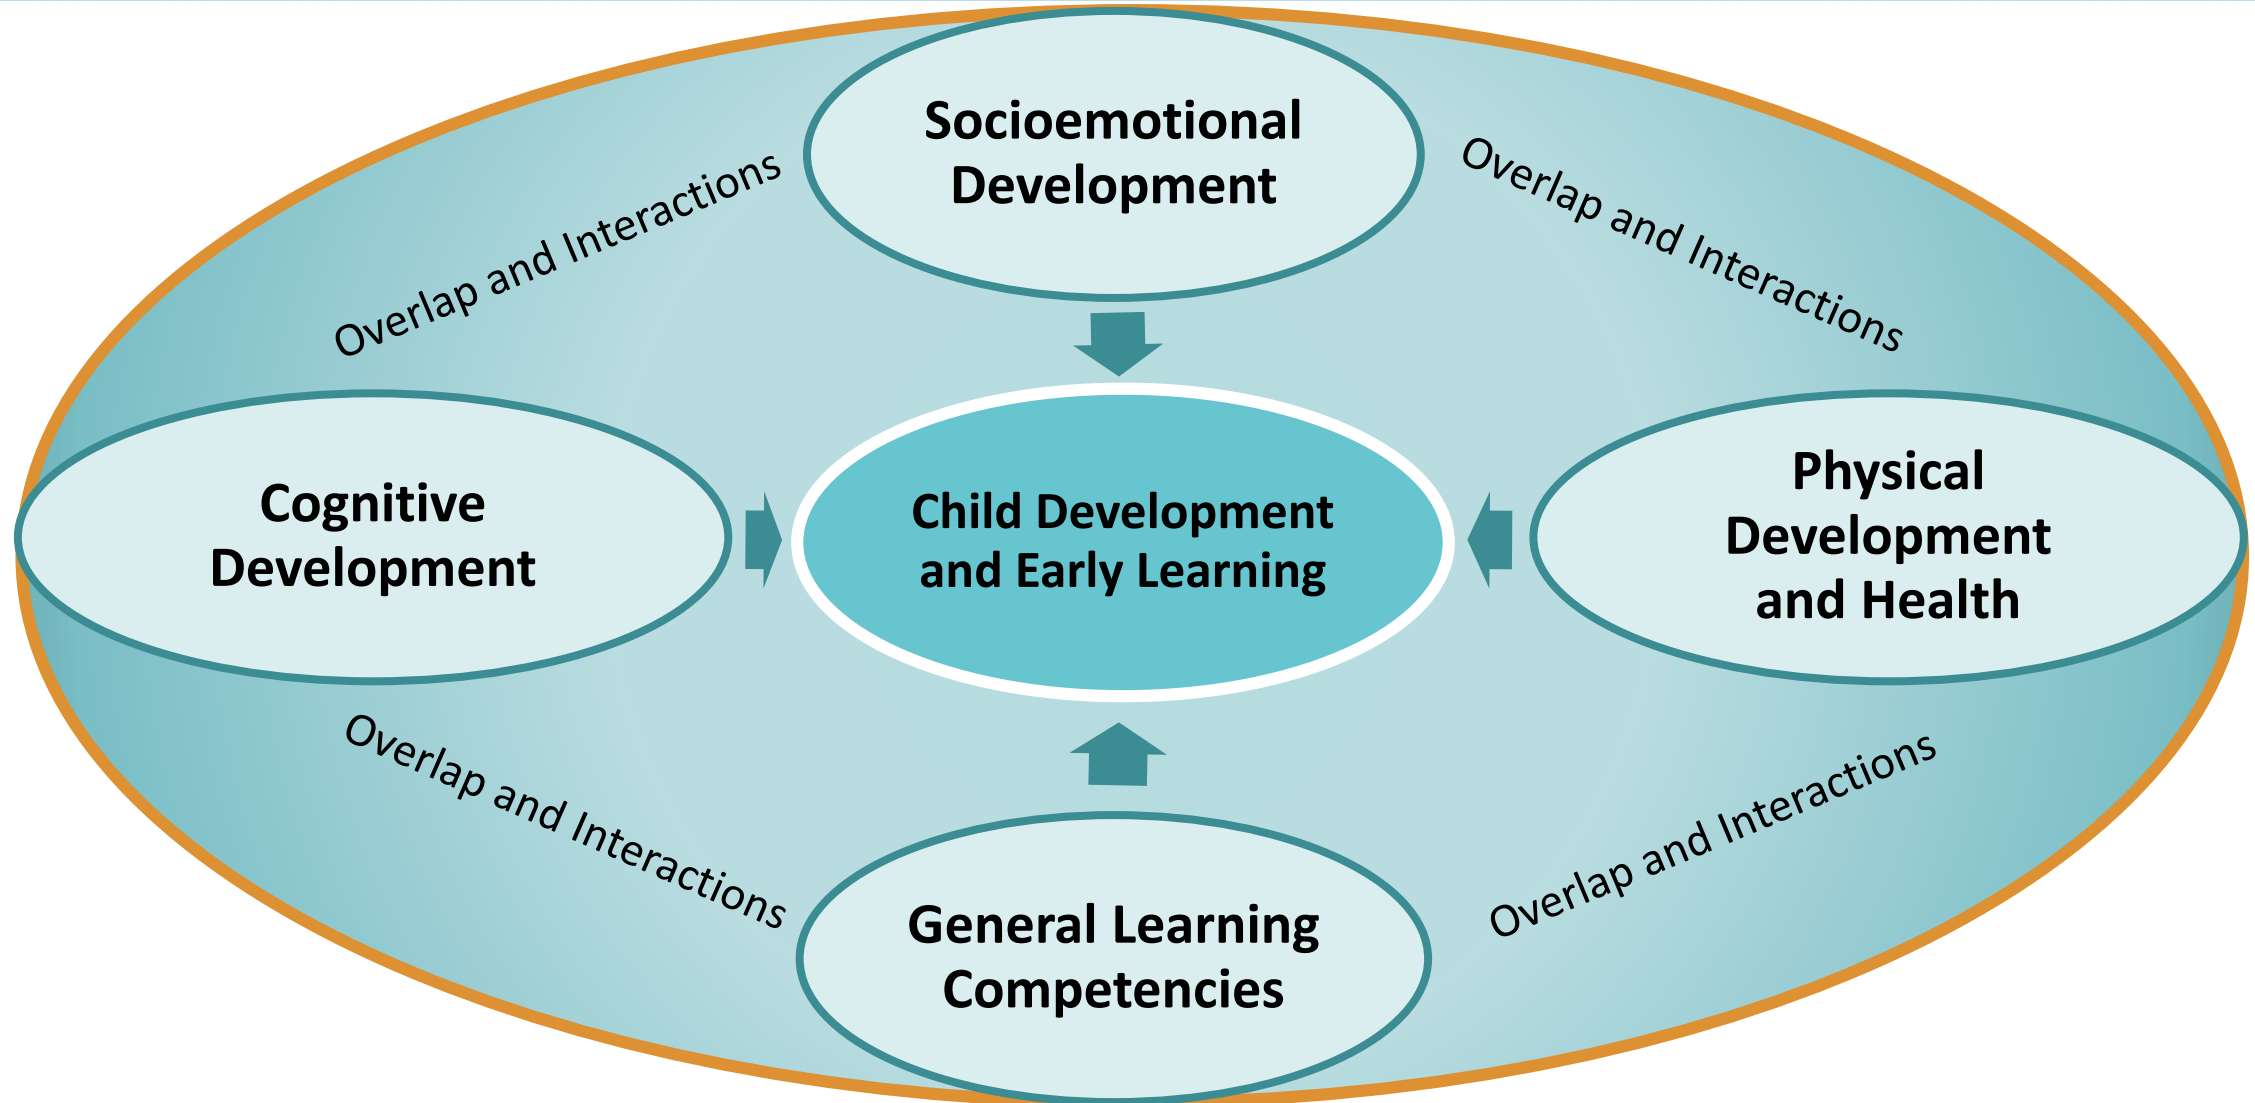 Socioemotional
Development
Overlap and Interactions
Overlap and Interactions
Cognitive
Development
Child Development
and Early Learning
Physical
Development
and Health
Overlap and Interactions
Overlap and Interactions
General Learning
Competencies